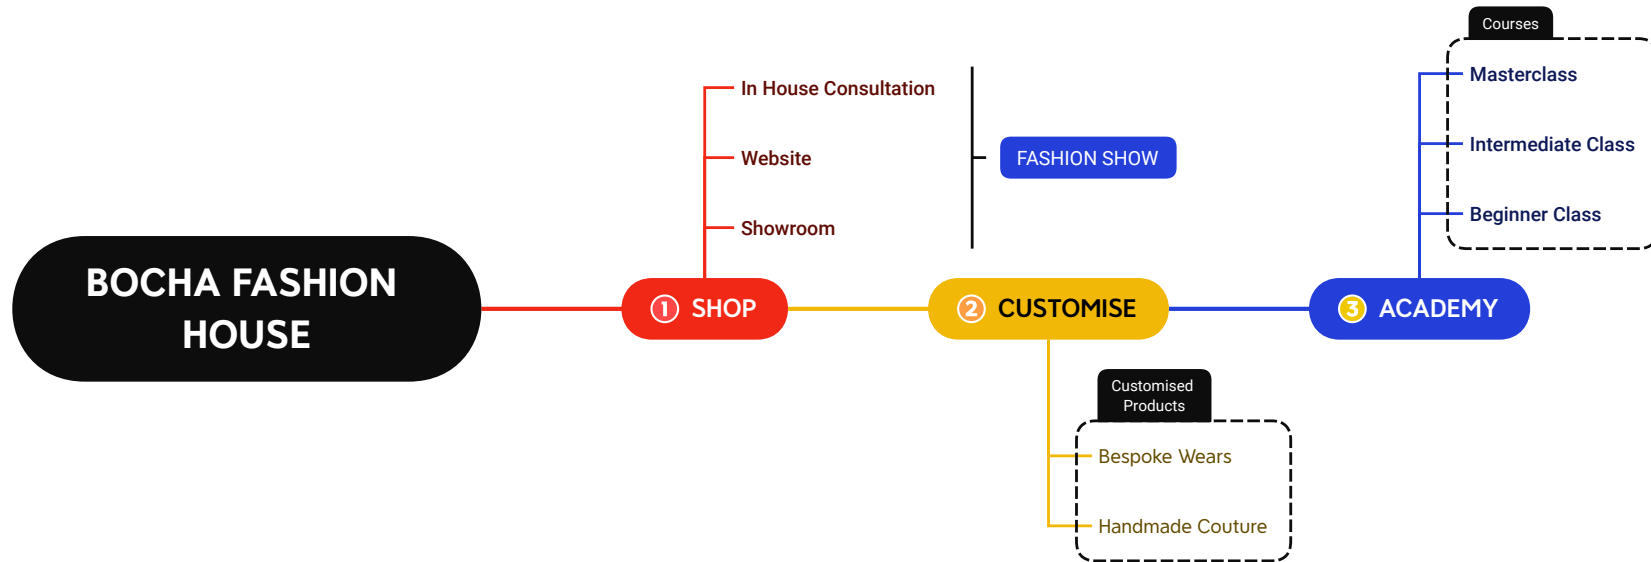 BOCHA FASHION
HOUSE
1 SHOP
In House Consultation
Website
Showroom
FASHION SHOW
2 CUSTOMISE
Customised
Products
Bespoke Wears
Handmade Couture
3 ACADEMY
Courses
Masterclass
Intermediate Class
Beginner Class